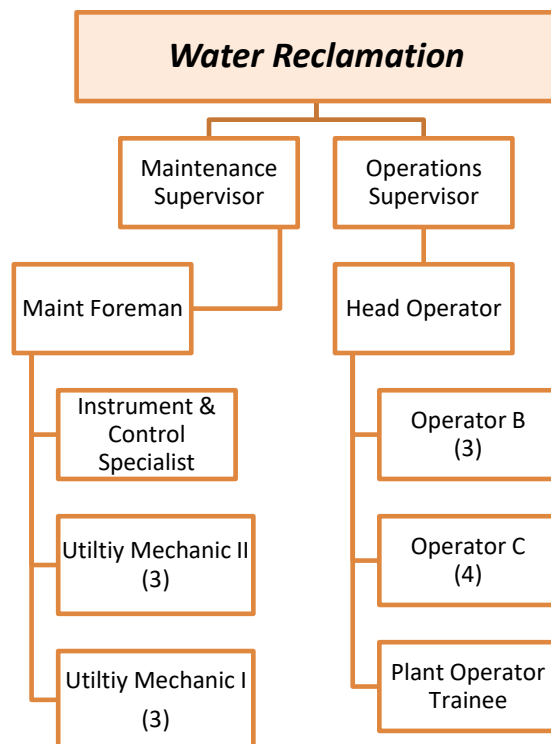 Water Reclamation
Maintenance
Supervisor
Operations
Supervisor
Maint Foreman
Head Operator
Instrument &
Control
Specialist
Operator B
(3)
Utiltiy Mechanic II
(3)
Operator C
(4)
Utiltiy Mechanic I
(3)
Plant Operator
Trainee